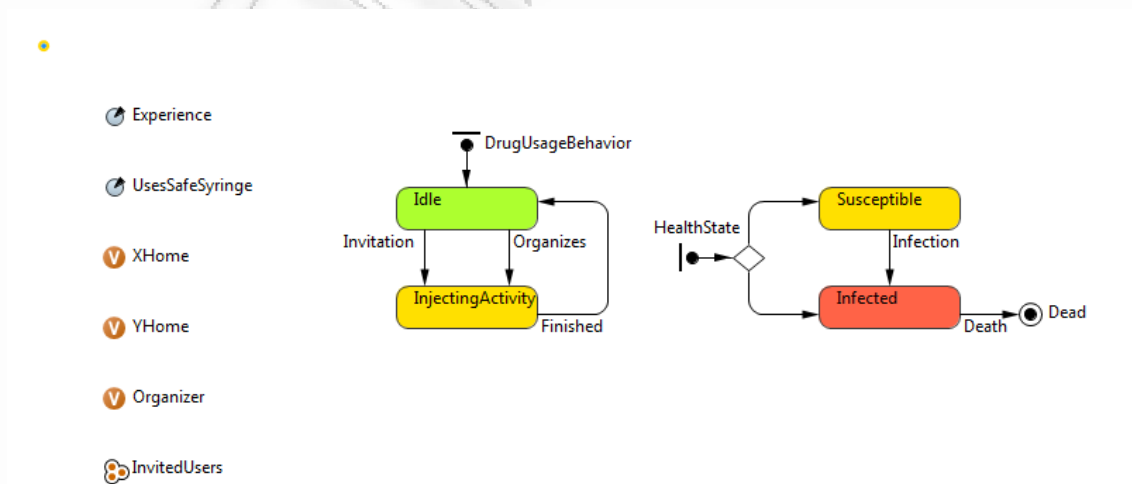 Experience
UsesSafeSyringe
V XHome
V YHome
V Organizer
InvitedUsers
DrugUsageBehavior
Idle
Invitation
Organizes
InjectingActivity
Finished
HealthState
Susceptible
Infection
Infected
Death
Dead